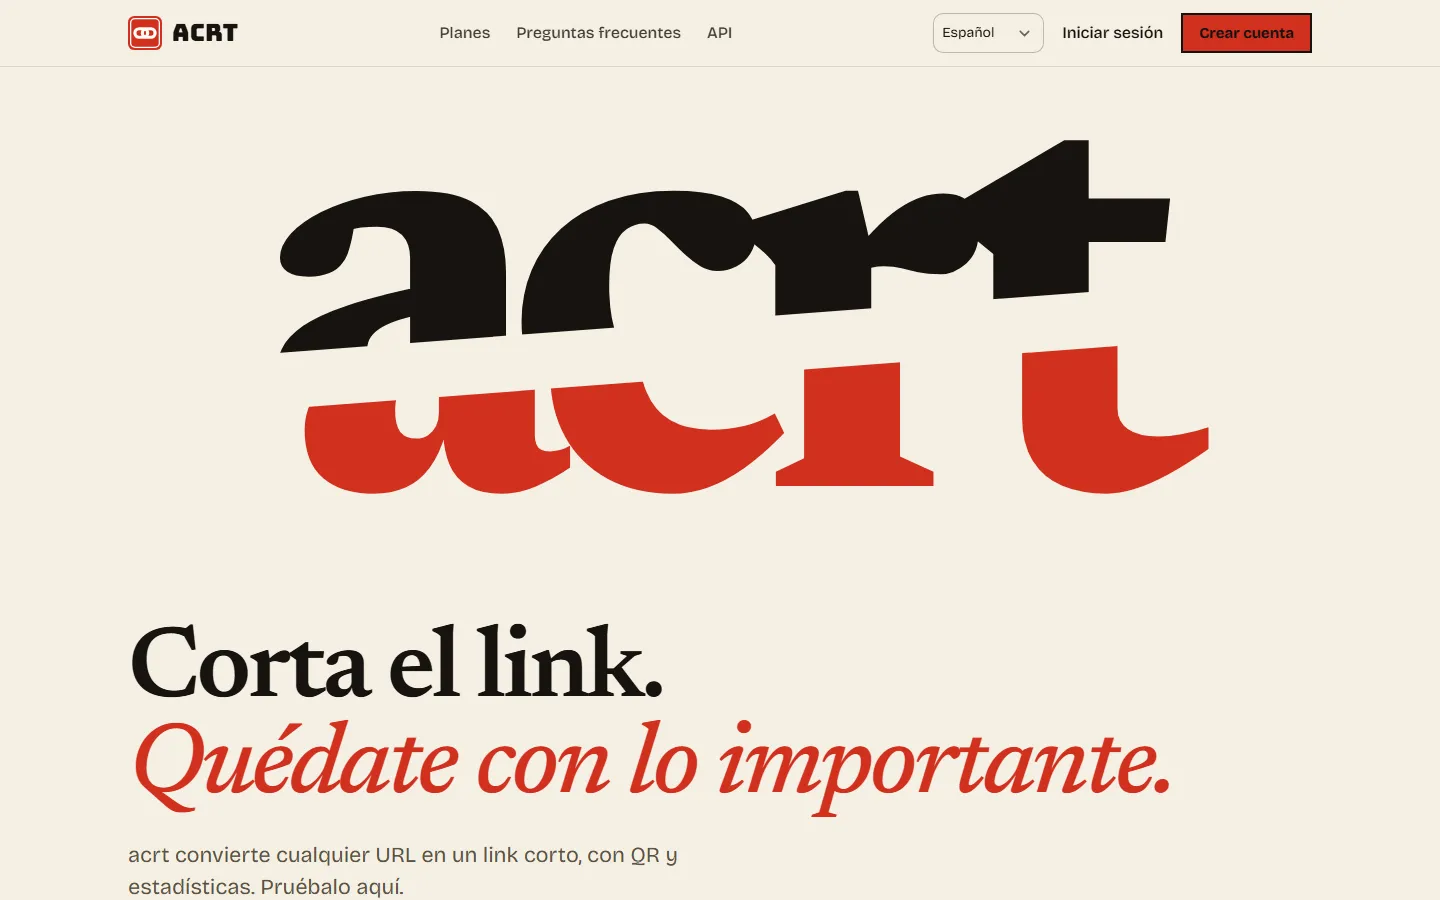 ACRT
Planes
Preguntas frecuentes
API
Español
Iniciar sesión
Crear cuenta
acrt
Corta el link.
Quédate con lo importante.
acrt convierte cualquier URL en un link corto, con QR y
estadísticas. Pruébalo aquí.